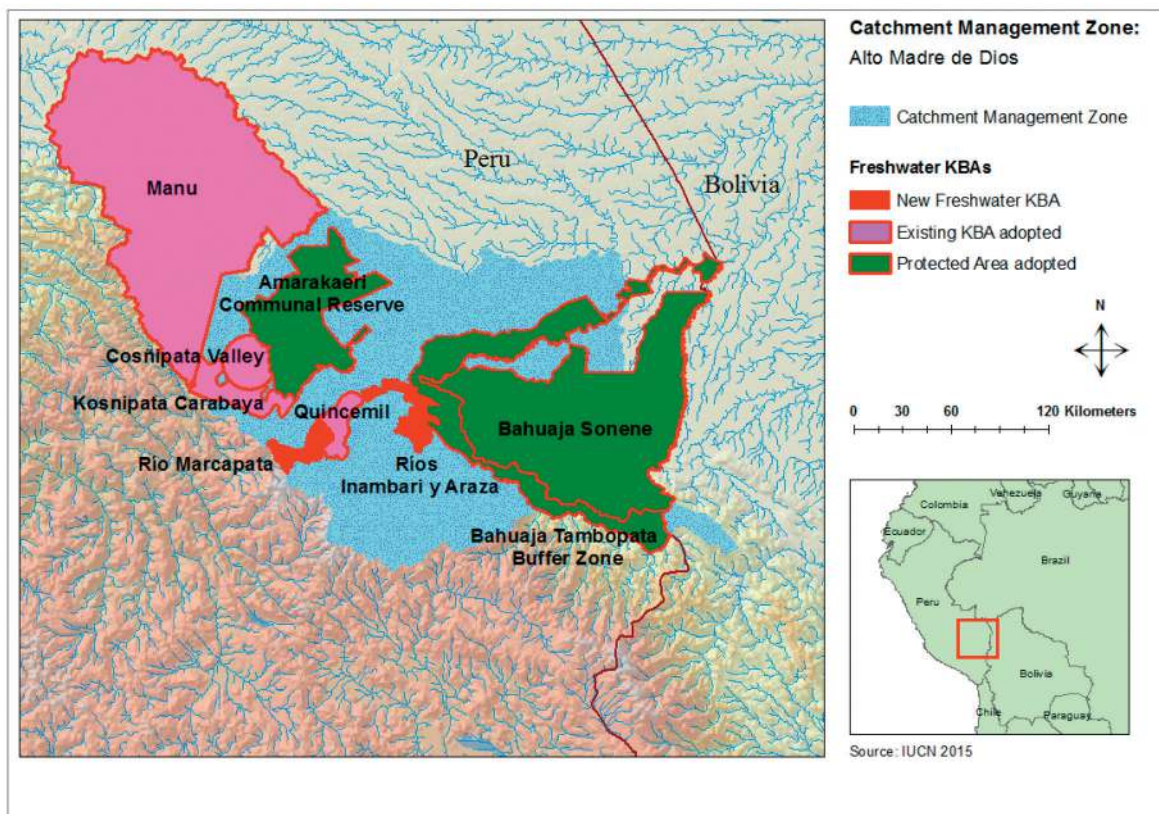 Peru
Bolivia
Manu
Amarakaeri
Communal Reserve
Cosñipata Valley
Kosnipata Carabaya
Quincemil
Rio Marcapata
Ríos
Inambari y Araza
Bahuaja Sonene
Bahuaja Tambopata
Buffer Zone
Catchment Management Zone:
Alto Madre de Dios
Catchment Management Zone
Freshwater KBAs
New Freshwater KBA
Existing KBA adopted
Protected Area adopted
N
0 30 60 120 Kilometers
Venezuela
Guyana
Colombia
Ecuador
Brazil
Peru
Bolivia
Chile
Paraguay
Source: IUCN 2015